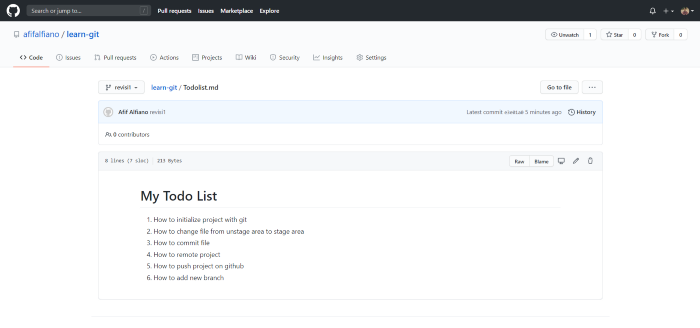 Search or jump to... /
Pull requests Issues Marketplace Explore
afifalfiano / learn-git
Unwatch 1 Star 0 Fork 0
Code Issues Pull requests Actions Projects Wiki Security Insights Settings
revisi1 learn-git / Todolist.md Go to file ...
Afif Alfiano revisi1 Latest commit 5 minutes ago History
0 contributors
8 lines (7 sloc) 213 Bytes Raw Blame
My Todo List
1. How to initialize project with git
2. How to change file from unstage area to stage area
3. How to commit file
4. How to remote project
5. How to push project on github
6. How to add new branch